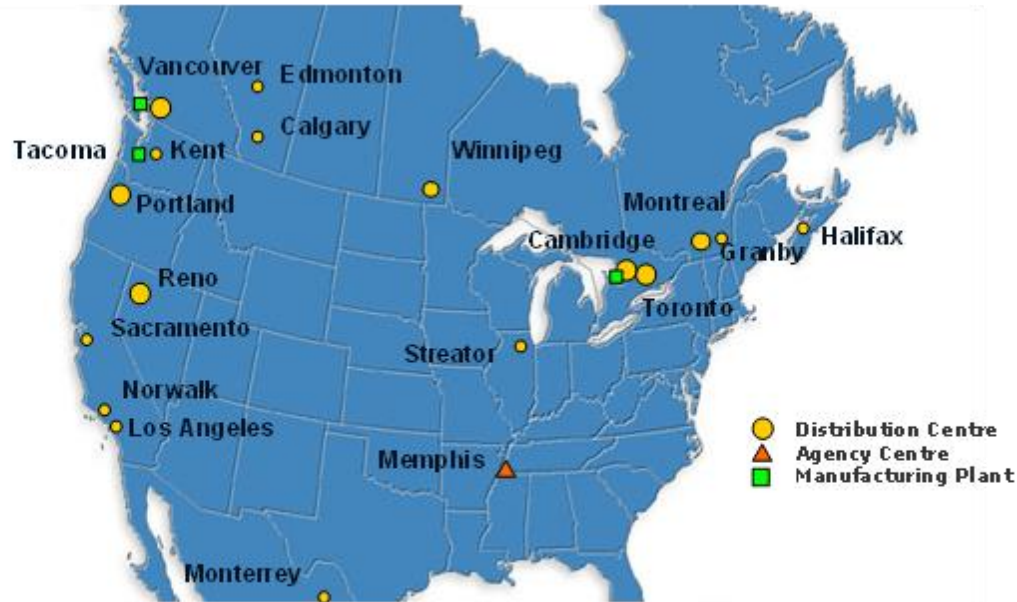 Vancouver
Edmonton
Calgary
Tacoma
Kent
Winnipeg
Portland
Montreal
Halifax
Cambridge
Granby
Reno
Toronto
Sacramento
Streator
Norwalk
Los Angeles
Memphis
Distribution Centre
Agency Centre
Manufacturing Plant
Monterrey